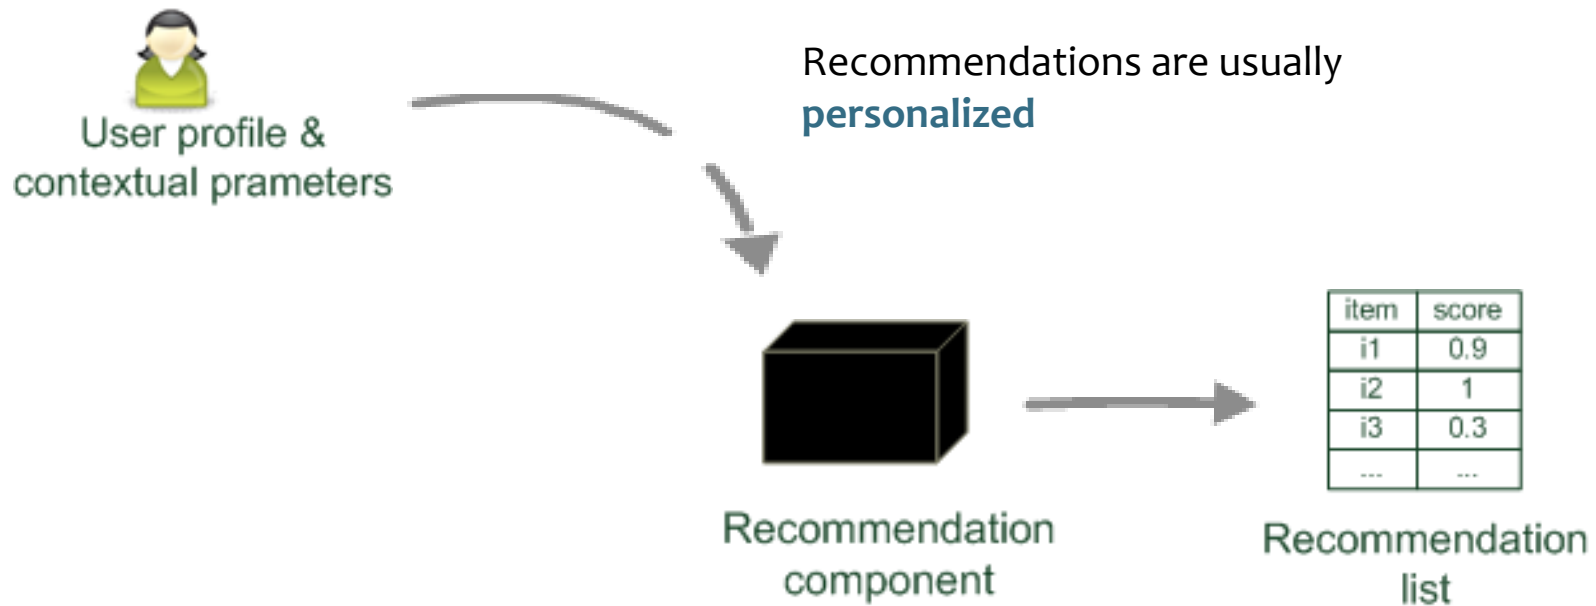 Recommendations are usually
personalized
User profile &
contextual prameters
item score
i1 0.9
i2 1
i3 0.3
... ...
Recommendation
component
Recommendation
list